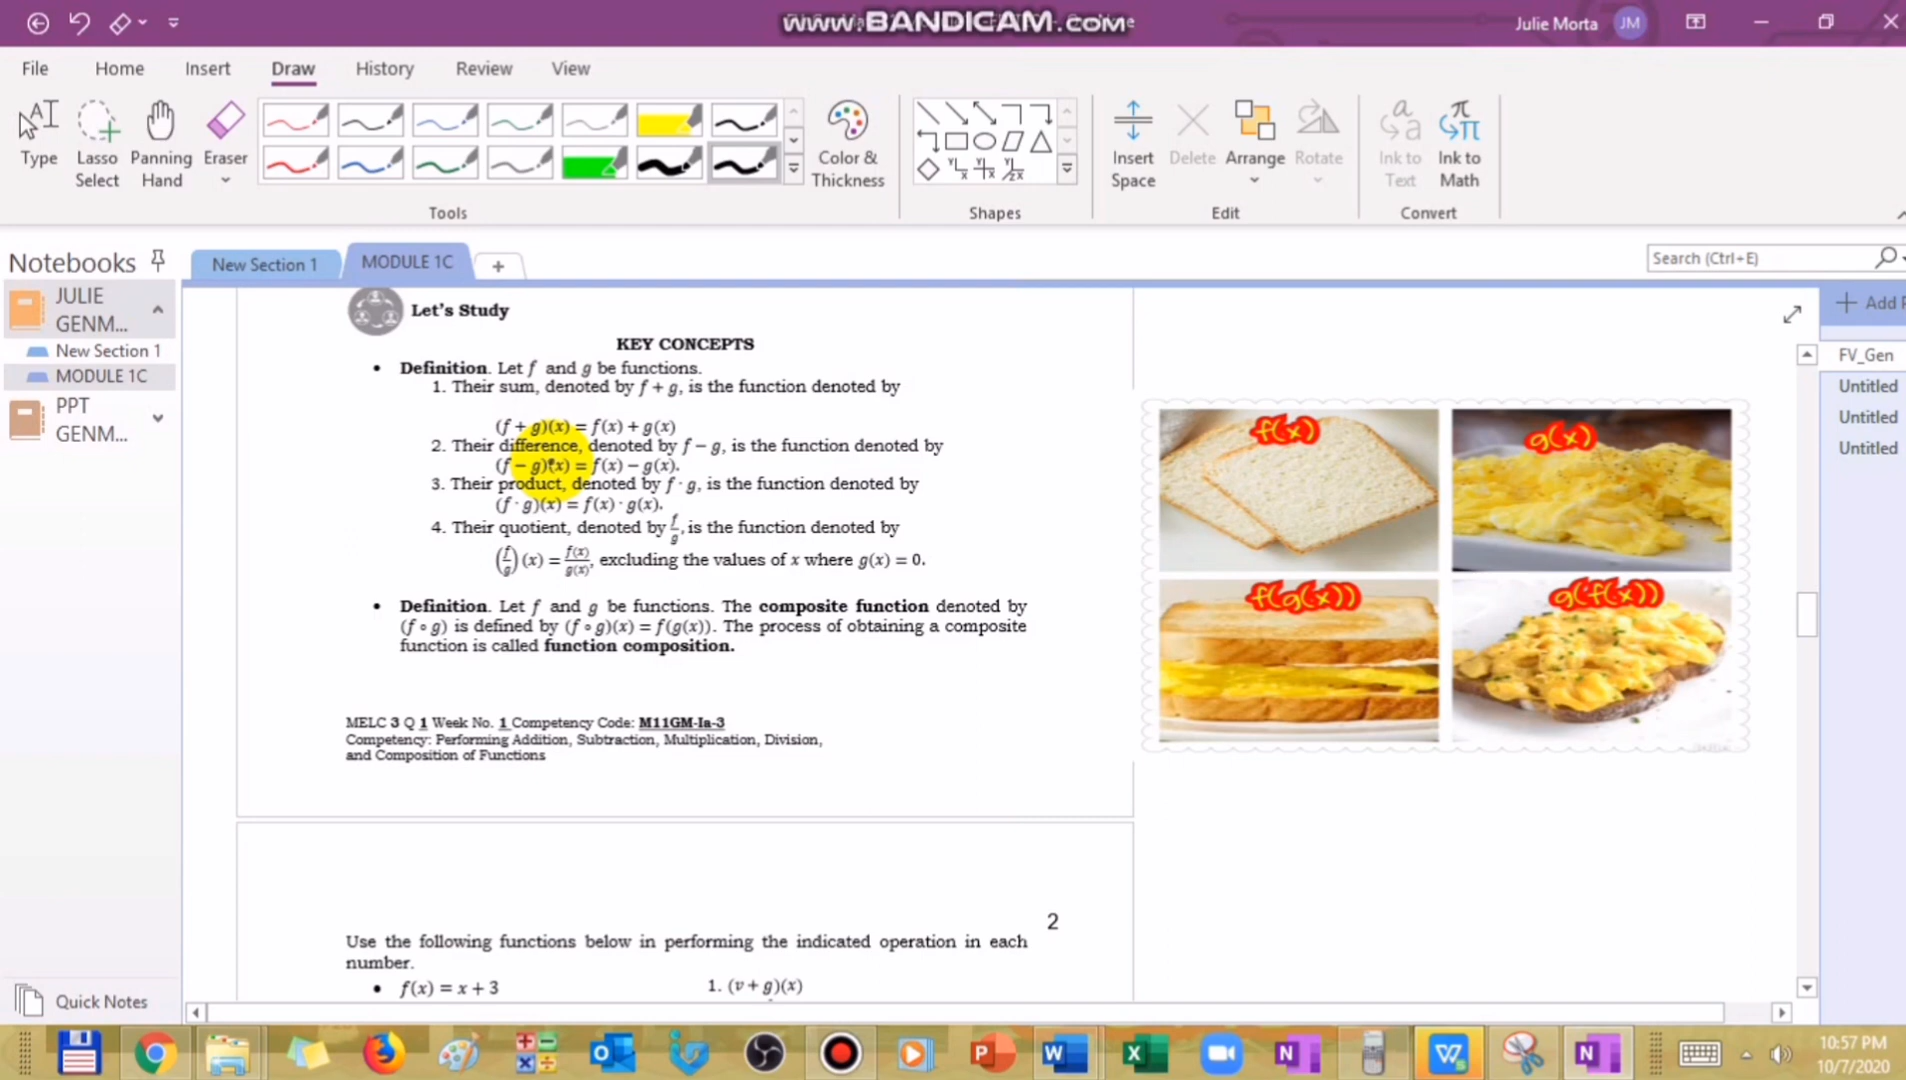 www.BANDICAM.com
Julie Morta JM
File Home Insert Draw History Review View
Type
Lasso Select
Panning Hand
Eraser
Color & Thickness
Insert Space
Delete
Arrange
Rotate
Ink to Text
Ink to Math
Tools
Shapes
Edit
Convert
Notebooks
New Section 1
MODULE 1C
Search (Ctrl+E)
JULIE GENM...
New Section 1
MODULE 1C
PPT GENM...
Quick Notes
FV_Gen
Untitled
Untitled
Untitled
Let's Study
KEY CONCEPTS
• Definition. Let f and g be functions.
1. Their sum, denoted by f + g, is the function denoted by
(f + g)(x) = f(x) + g(x)
2. Their difference, denoted by f − g, is the function denoted by
(f − g)(x) = f(x) − g(x).
3. Their product, denoted by f · g, is the function denoted by
(f · g)(x) = f(x) · g(x).
4. Their quotient, denoted by f/g, is the function denoted by
(f/g)(x) = f(x)/g(x), excluding the values of x where g(x) = 0.
• Definition. Let f and g be functions. The composite function denoted by
(f ∘ g) is defined by (f ∘ g)(x) = f(g(x)). The process of obtaining a composite
function is called function composition.
MELC 3 Q 1 Week No. 1 Competency Code: M11GM-Ia-3
Competency: Performing Addition, Subtraction, Multiplication, Division,
and Composition of Functions
f(x)
g(x)
f(g(x))
g(f(x))
2
Use the following functions below in performing the indicated operation in each
number.
• f(x) = x + 3
1. (v + g)(x)
10:57 PM
10/7/2020